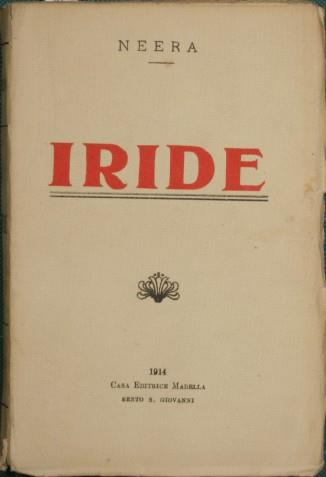 NEERA
IRIDE
1914
CASA EDITRICE MADELLA
SESTO S. GIOVANNI